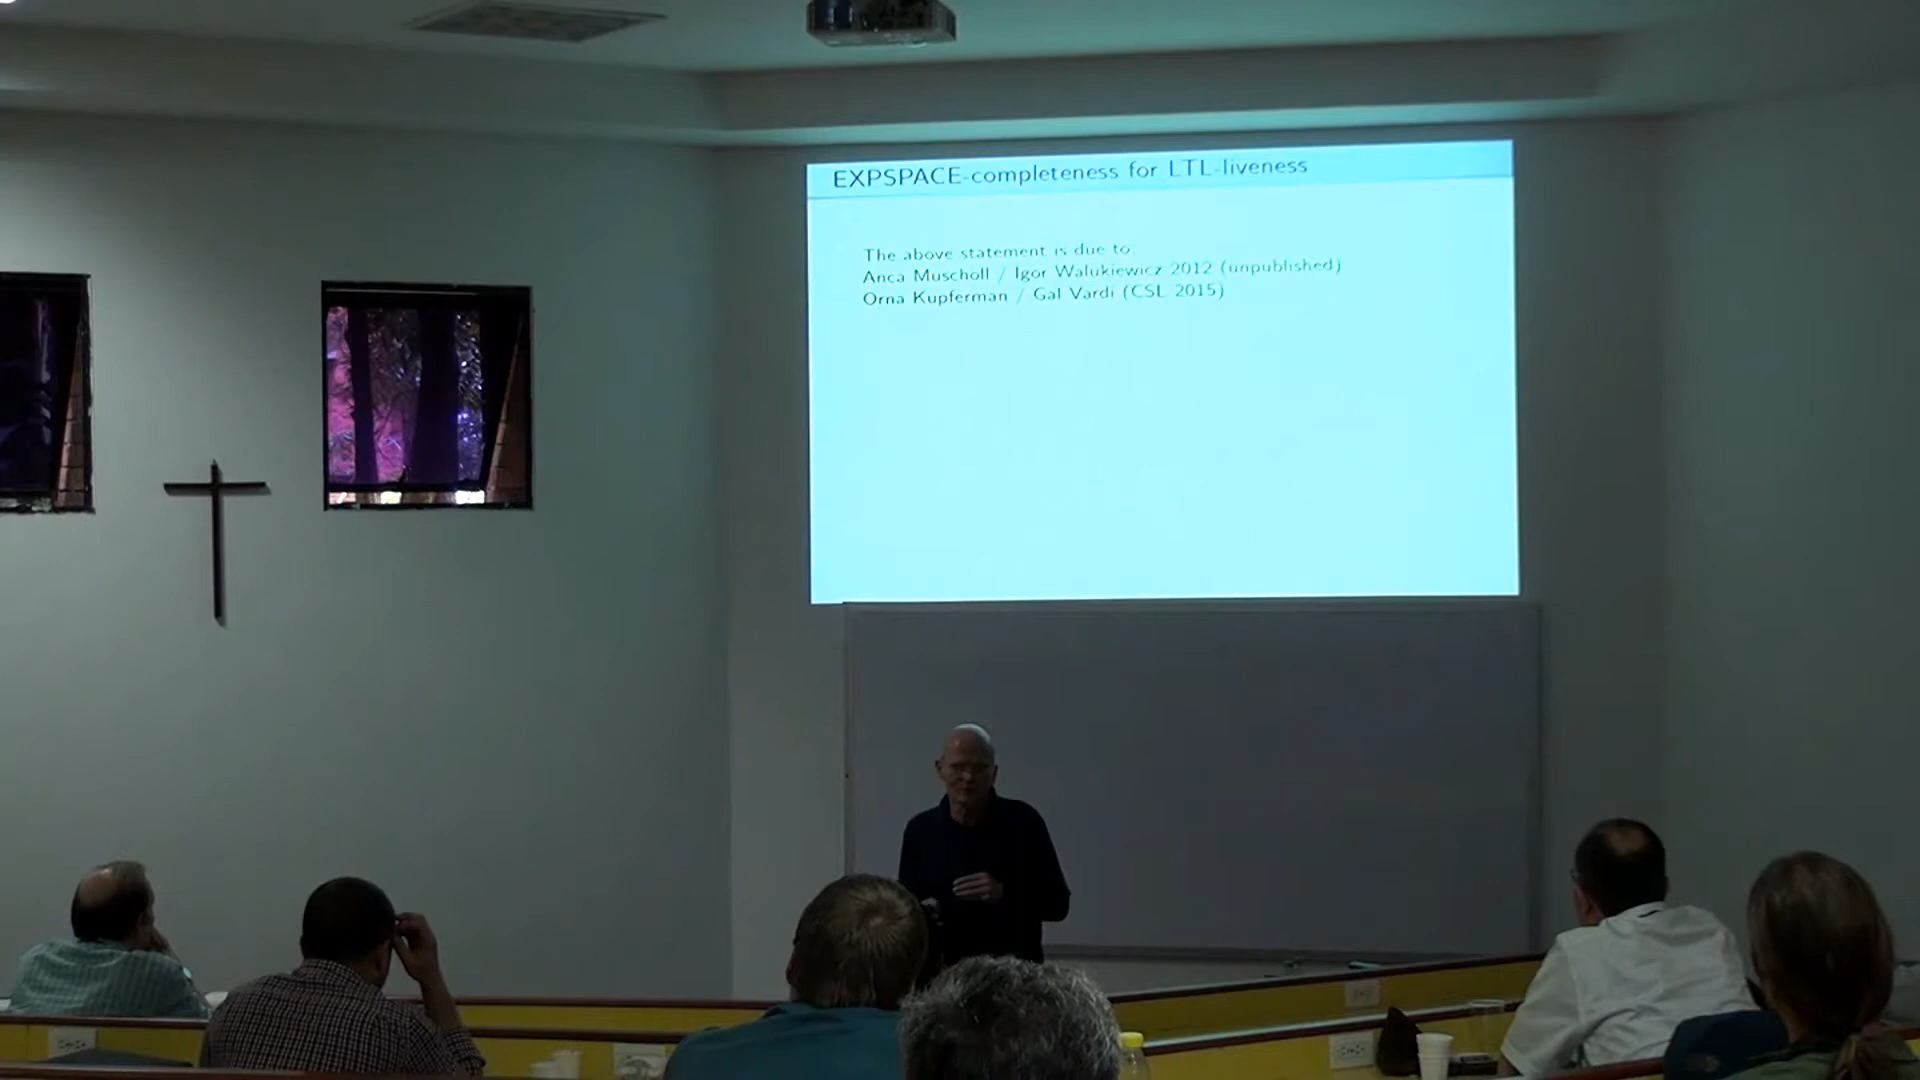 EXPSPACE-completeness for LTL-liveness
The above statement is due to:
Anca Muscholl / Igor Walukiewicz 2012 (unpublished)
Orna Kupferman / Gal Vardi (CSL 2015)